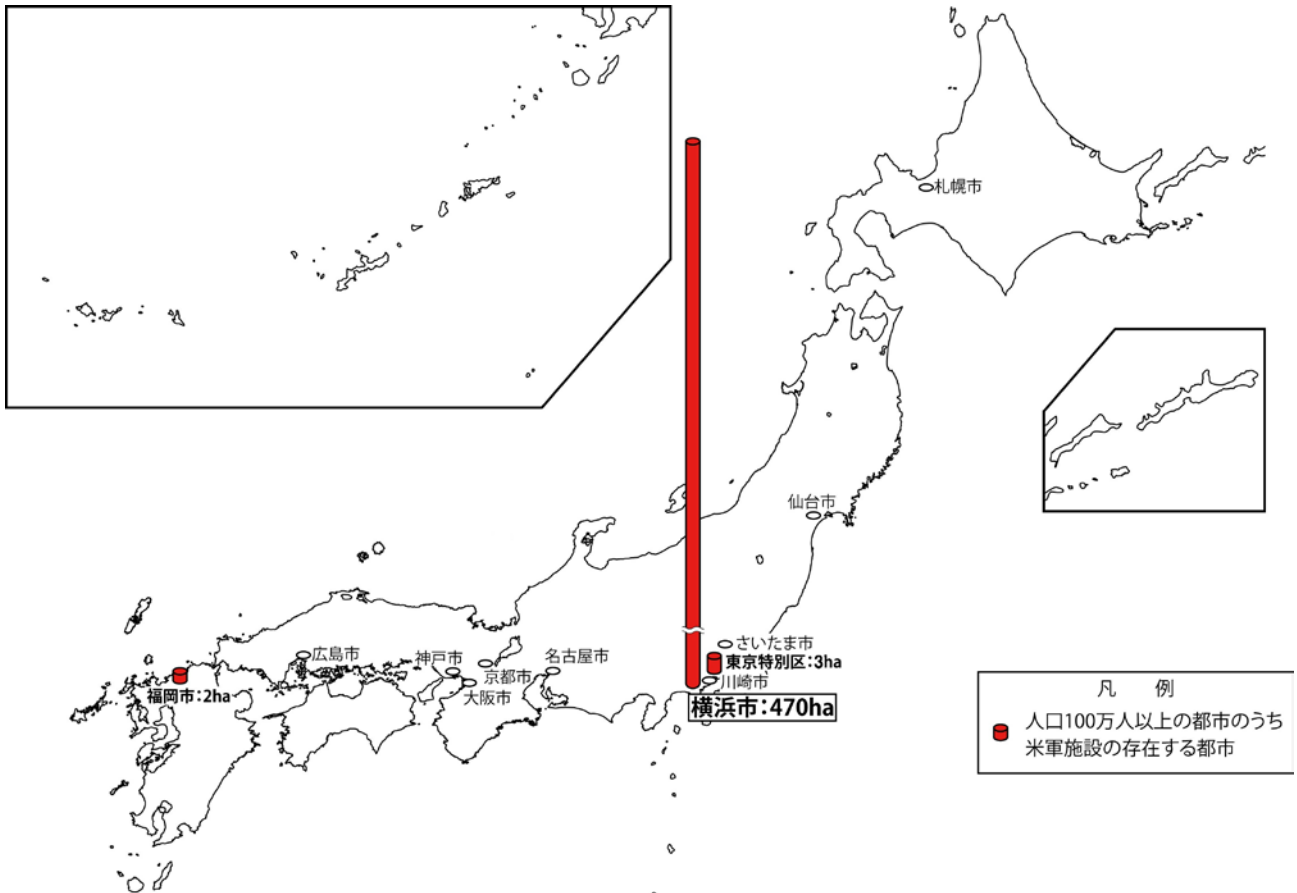 札幌市
仙台市
さいたま市
東京特別区：3ha
川崎市
横浜市：470ha
名古屋市
京都市
大阪市
神戸市
広島市
福岡市：2ha
凡　例
人口100万人以上の都市のうち
米軍施設の存在する都市